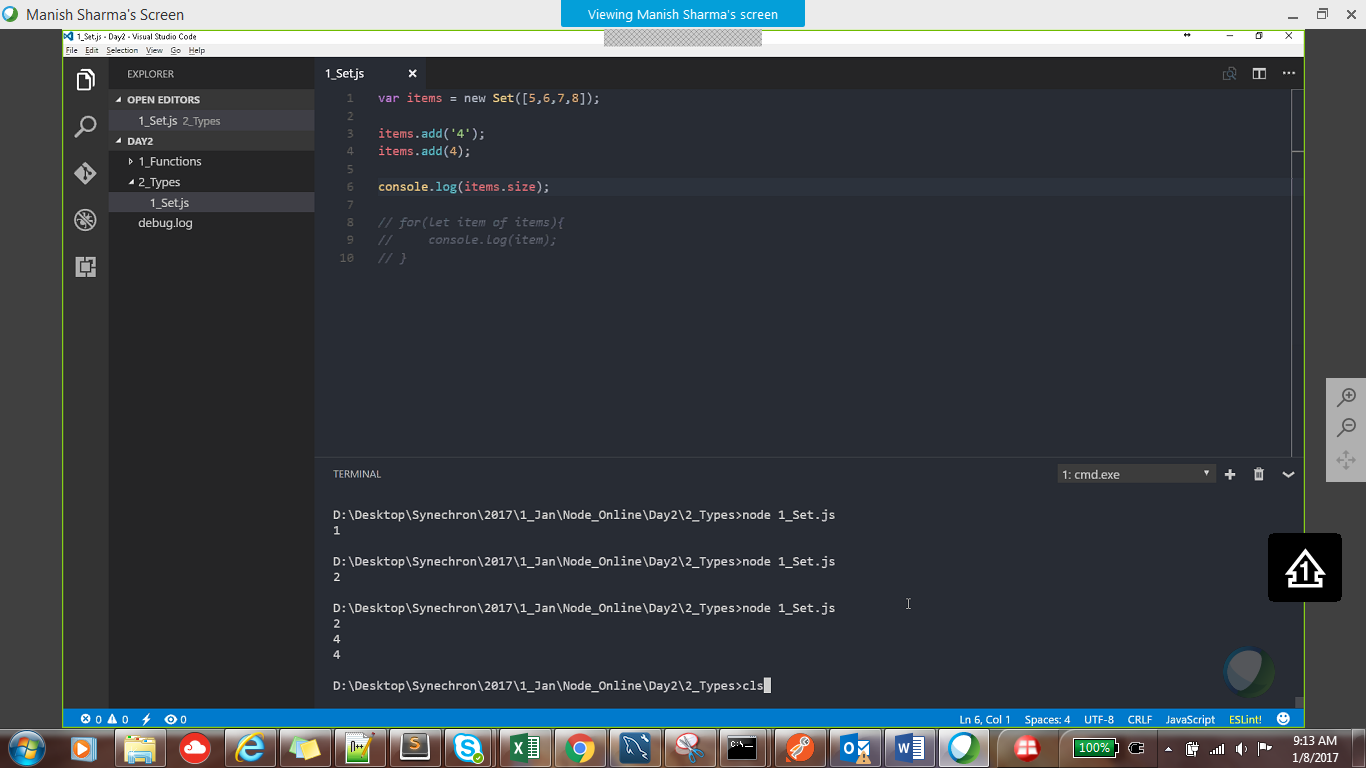 Manish Sharma's Screen
Viewing Manish Sharma's screen
1_Set.js - Day2 - Visual Studio Code
File Edit Selection View Go Help
EXPLORER
OPEN EDITORS
1_Set.js 2_Types
DAY2
1_Functions
2_Types
1_Set.js
debug.log
1_Set.js
1 var items = new Set([5,6,7,8]);
2
3 items.add('4');
4 items.add(4);
5
6 console.log(items.size);
7
8 // for(let item of items){
9 //     console.log(item);
10 // }
TERMINAL
1: cmd.exe
D:\Desktop\Synechron\2017\1_Jan\Node_Online\Day2\2_Types>node 1_Set.js
1
D:\Desktop\Synechron\2017\1_Jan\Node_Online\Day2\2_Types>node 1_Set.js
2
D:\Desktop\Synechron\2017\1_Jan\Node_Online\Day2\2_Types>node 1_Set.js
2
4
4
D:\Desktop\Synechron\2017\1_Jan\Node_Online\Day2\2_Types>cls
1
0 0 0
Ln 6, Col 1 Spaces: 4 UTF-8 CRLF JavaScript ESLint!
100%
9:13 AM
1/8/2017